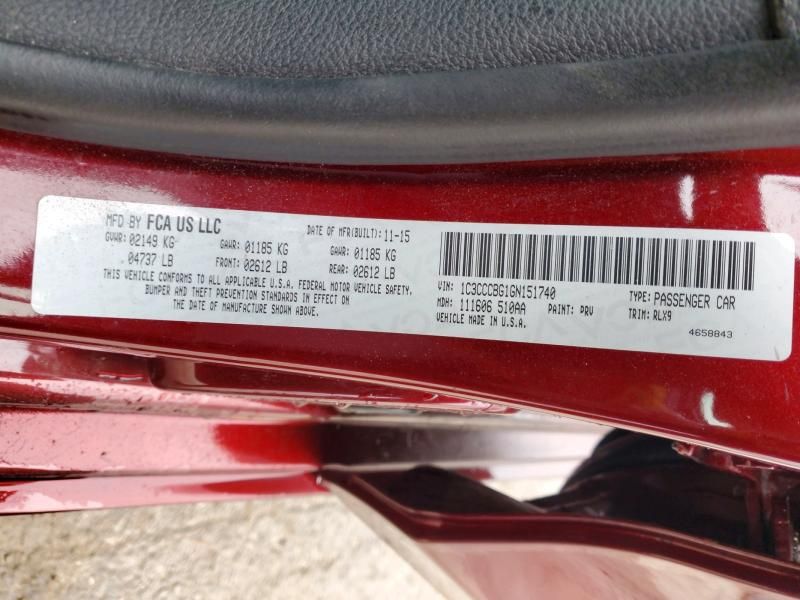 MFD BY FCA US LLC
DATE OF MFR(BUILT): 11-15
GVWR: 02149 KG GAWR: 01185 KG GAWR: 01185 KG
04737 LB FRONT: 02612 LB REAR: 02612 LB
THIS VEHICLE CONFORMS TO ALL APPLICABLE U.S.A. FEDERAL MOTOR VEHICLE SAFETY,
BUMPER AND THEFT PREVENTION STANDARDS IN EFFECT ON
THE DATE OF MANUFACTURE SHOWN ABOVE.
VIN: 1C3CCCBG1GN151740 TYPE: PASSENGER CAR
MDH: 111606 510AA PAINT: PRV TRIM: RLX9
VEHICLE MADE IN U.S.A.
4658843